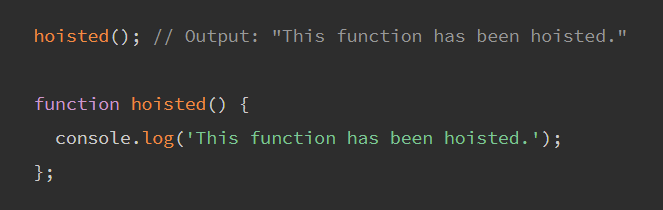 hoisted(); // Output: "This function has been hoisted."
function hoisted() {
  console.log('This function has been hoisted.');
};